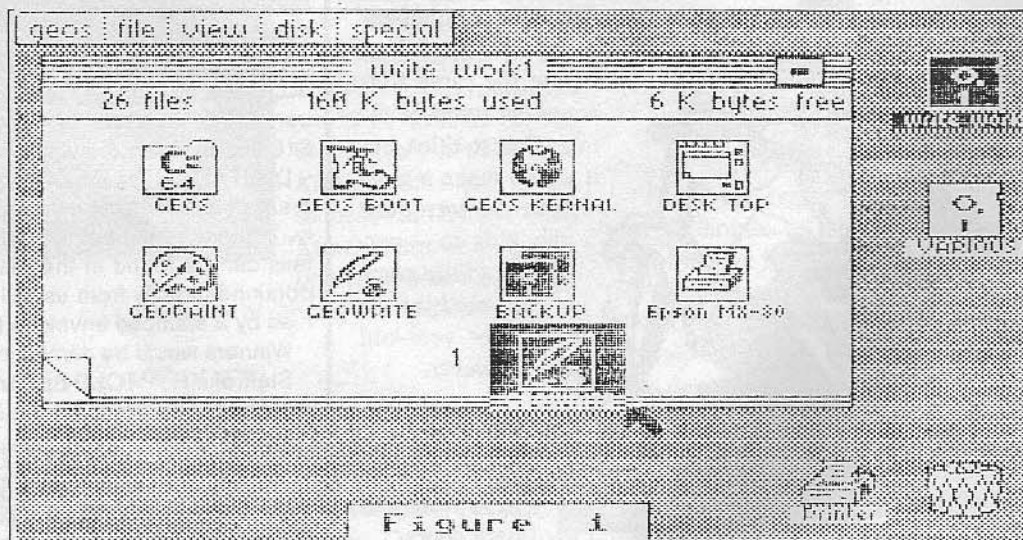 geos file view disk special
write work1
26 files 160 K bytes used 6 K bytes free
GEOS GEOS BOOT GEOS KERNAL DESK TOP
GEOPAINT GEOWRITE BACKUP Epson MX-80
1
Printer
Figure 1